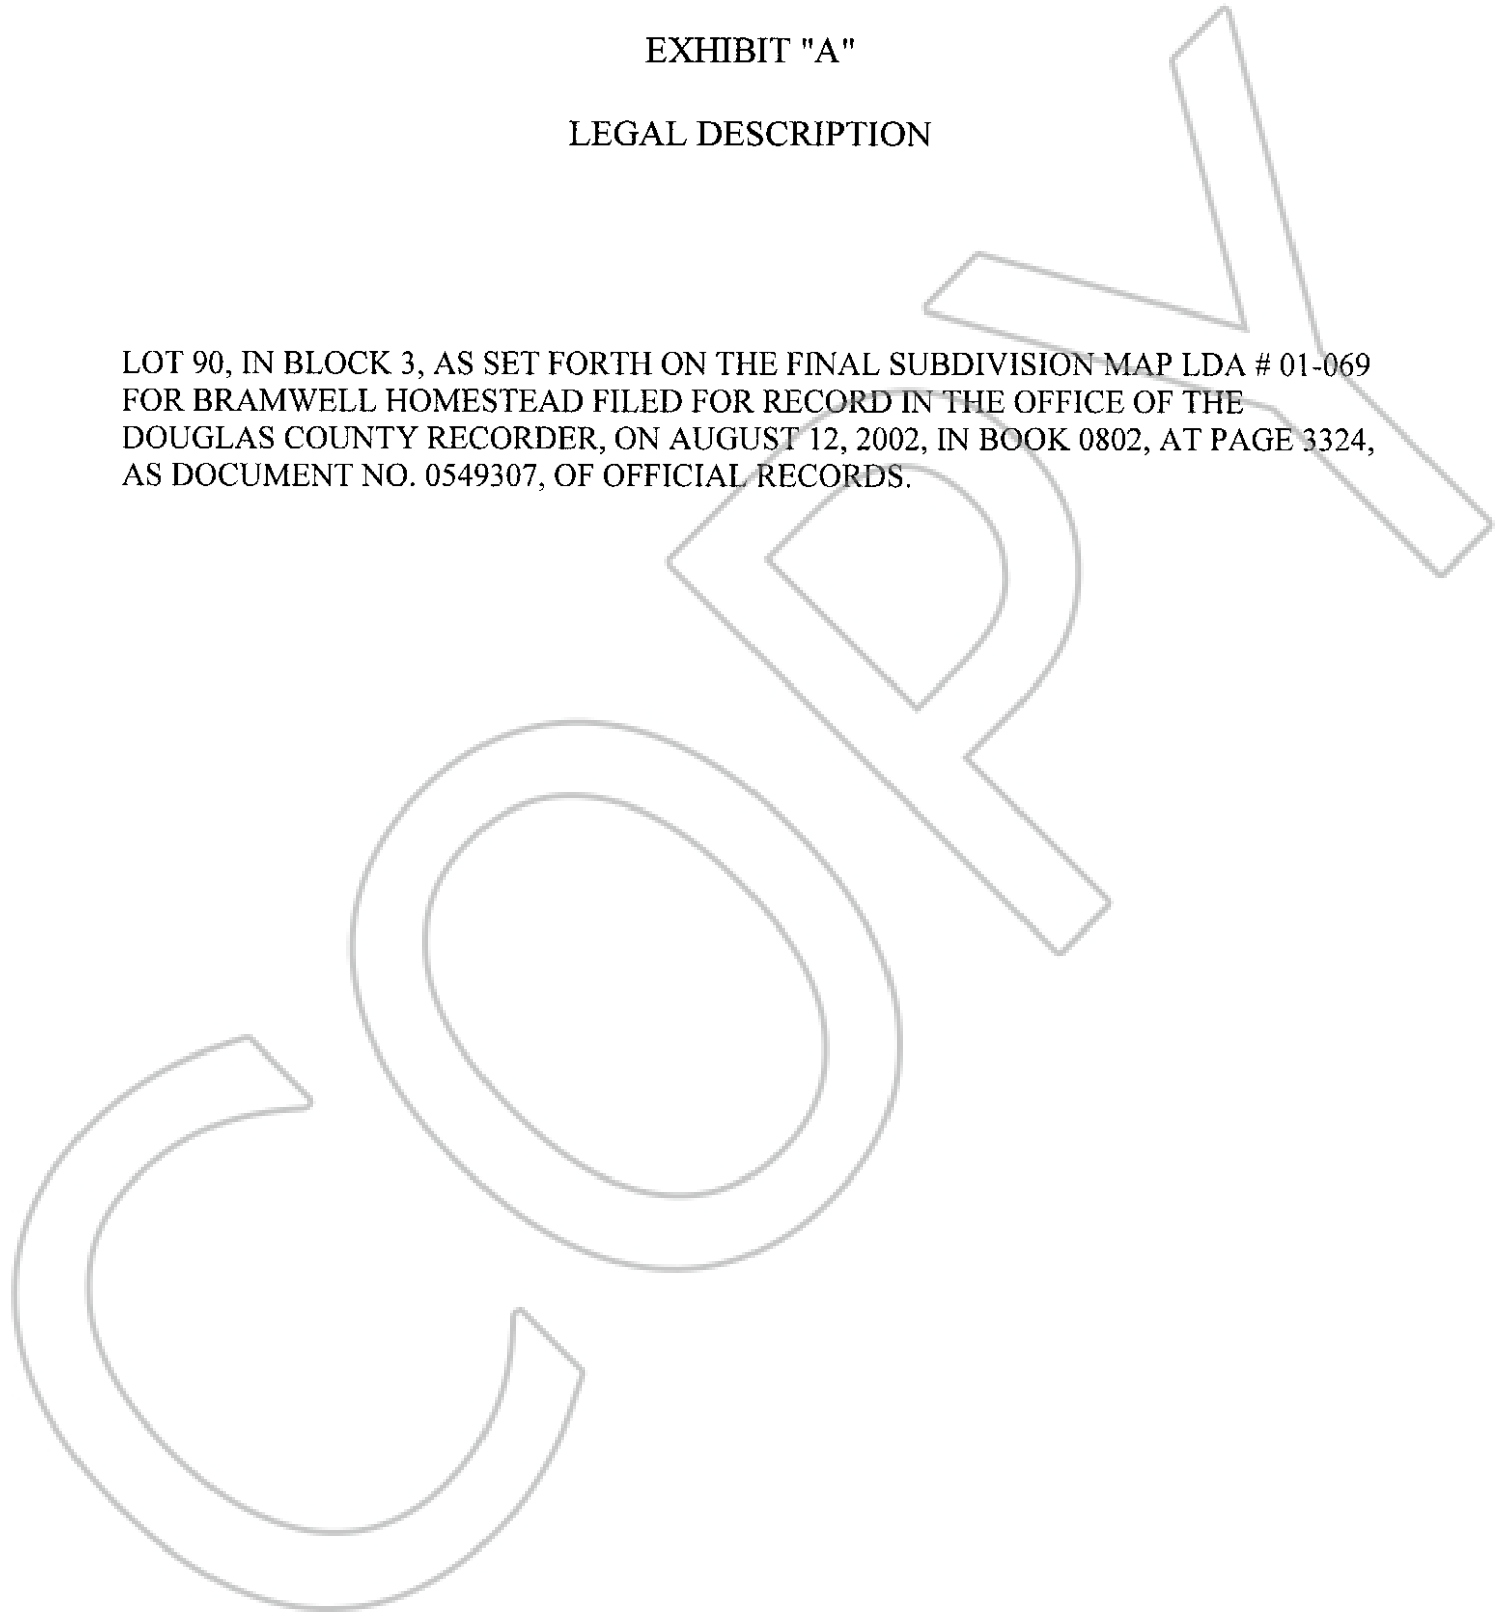 EXHIBIT "A"
LEGAL DESCRIPTION
LOT 90, IN BLOCK 3, AS SET FORTH ON THE FINAL SUBDIVISION MAP LDA # 01-069
FOR BRAMWELL HOMESTEAD FILED FOR RECORD IN THE OFFICE OF THE
DOUGLAS COUNTY RECORDER, ON AUGUST 12, 2002, IN BOOK 0802, AT PAGE 3324,
AS DOCUMENT NO. 0549307, OF OFFICIAL RECORDS.
COPY